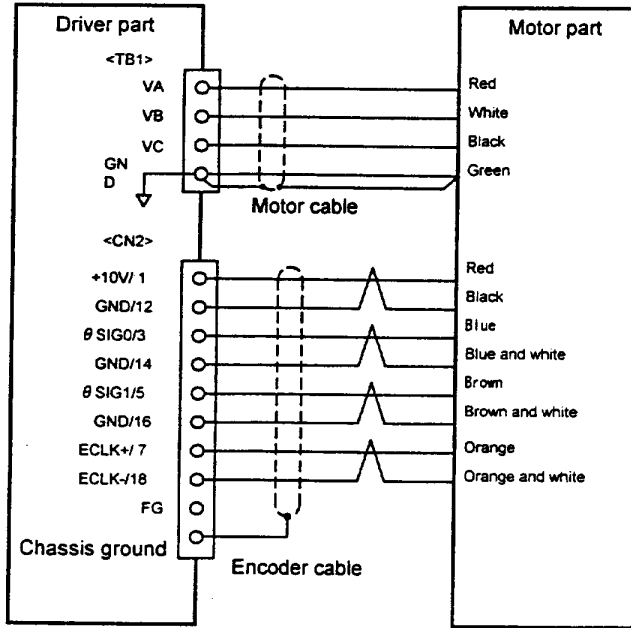 Driver part
Motor part
<TB1>
VA
Red
VB
White
VC
Black
GN
D
Green
Motor cable
<CN2>
+10V/ 1
Red
GND/12
Black
θ SIG0/3
Blue
GND/14
Blue and white
θ SIG1/5
Brown
GND/16
Brown and white
ECLK+/ 7
Orange
ECLK-/18
Orange and white
FG
Chassis ground
Encoder cable